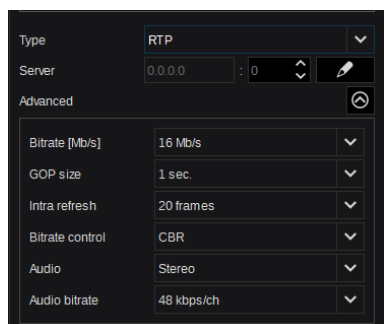 Type RTP
Server 0.0.0.0 : 0
Advanced
Bitrate [Mb/s] 16 Mb/s
GOP size 1 sec.
Intra refresh 20 frames
Bitrate control CBR
Audio Stereo
Audio bitrate 48 kbps/ch